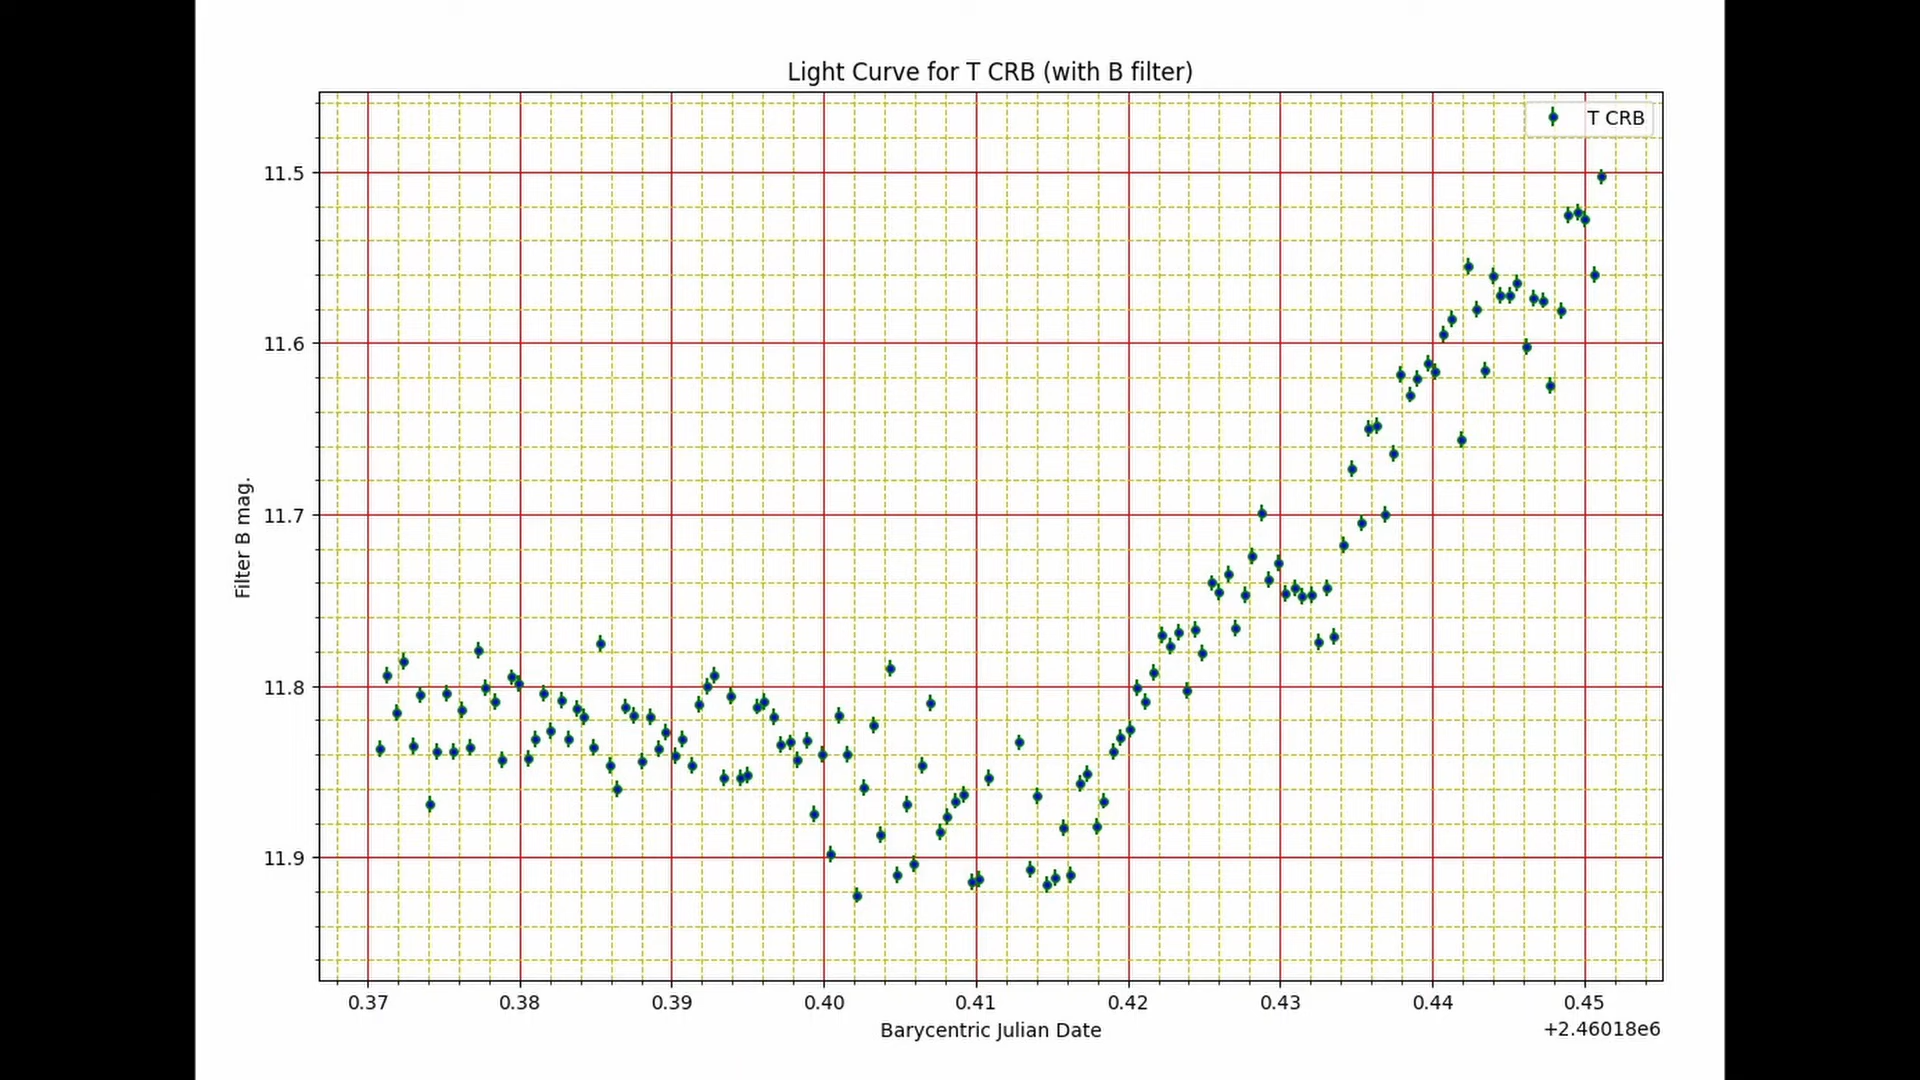 Light Curve for T CRB (with B filter)
T CRB
11.5
11.6
11.7
11.8
11.9
Filter B mag.
0.37 0.38 0.39 0.40 0.41 0.42 0.43 0.44 0.45
Barycentric Julian Date
+2.46018e6